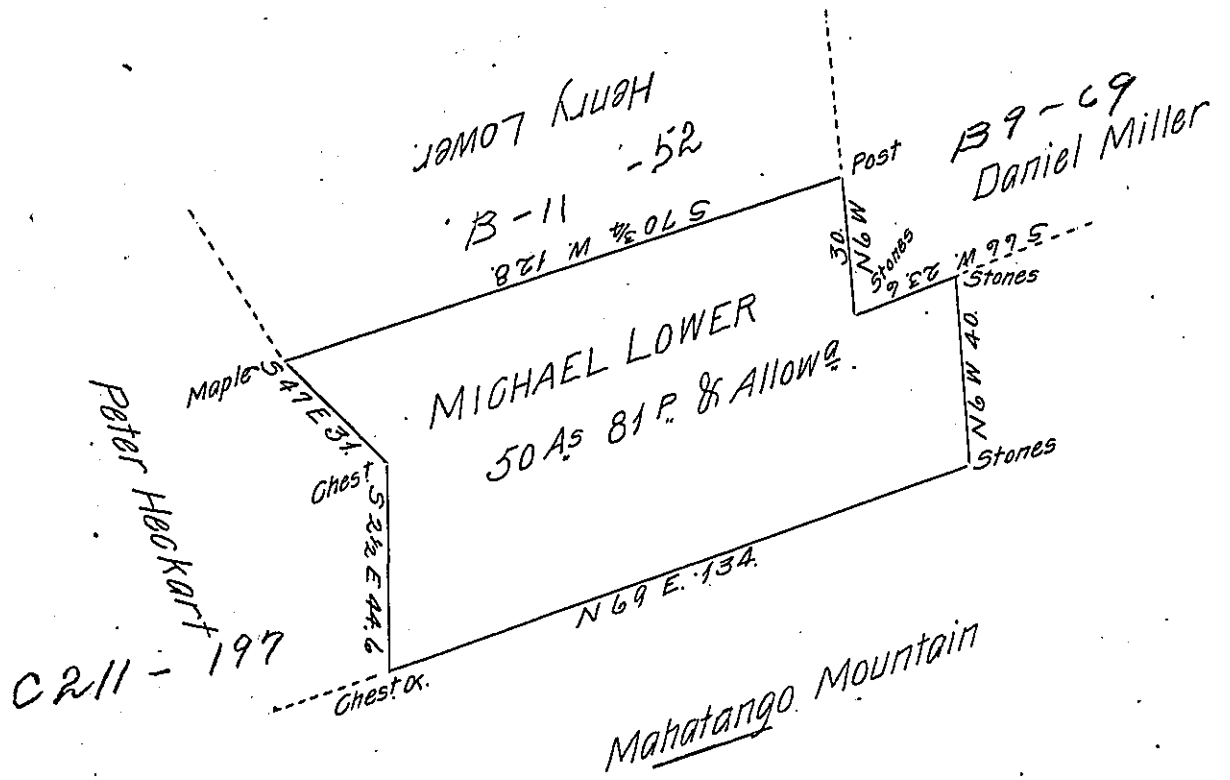 Henry Lower.
B-11 -52
S 70 3/4 W. 128.
Post
B9-69
Daniel Miller
N 6 W
30.
Stones
S 66 W. 23.6
Stones
N 6 W 40.
Stones
Maple
S 47 E 31.
Chest
S 2½ E 44.6
Chest. o.
MICHAEL LOWER
50 As. 81 P. & Allowa.
N 69 E. 134.
Peter Heckart
C211 - 197
Mahatango Mountain